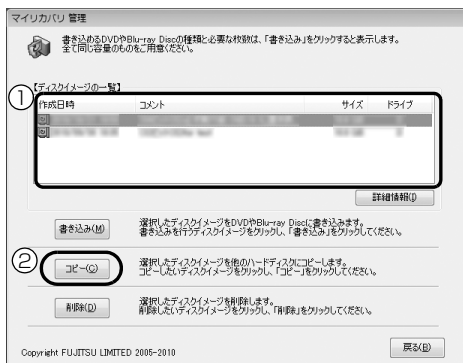 マイリカバリ 管理
書き込めるDVDやBlu-ray Discの種類と必要な枚数は、「書き込み」をクリックすると表示します。
全て同じ容量のものをご用意ください。
【ディスクイメージの一覧】
①
作成日時 コメント サイズ ドライブ
詳細情報(I)
書き込み(M)
選択したディスクイメージをDVDやBlu-ray Discに書き込みます。
書き込みを行うディスクイメージをクリックし、「書き込み」をクリックしてください。
②
コピー(C)
選択したディスクイメージを他のハードディスクにコピーします。
コピーしたいディスクイメージをクリックし、「コピー」をクリックしてください。
削除(D)
選択したディスクイメージを削除します。
削除したいディスクイメージをクリックし、「削除」をクリックしてください。
Copyright FUJITSU LIMITED 2005-2010
戻る(B)